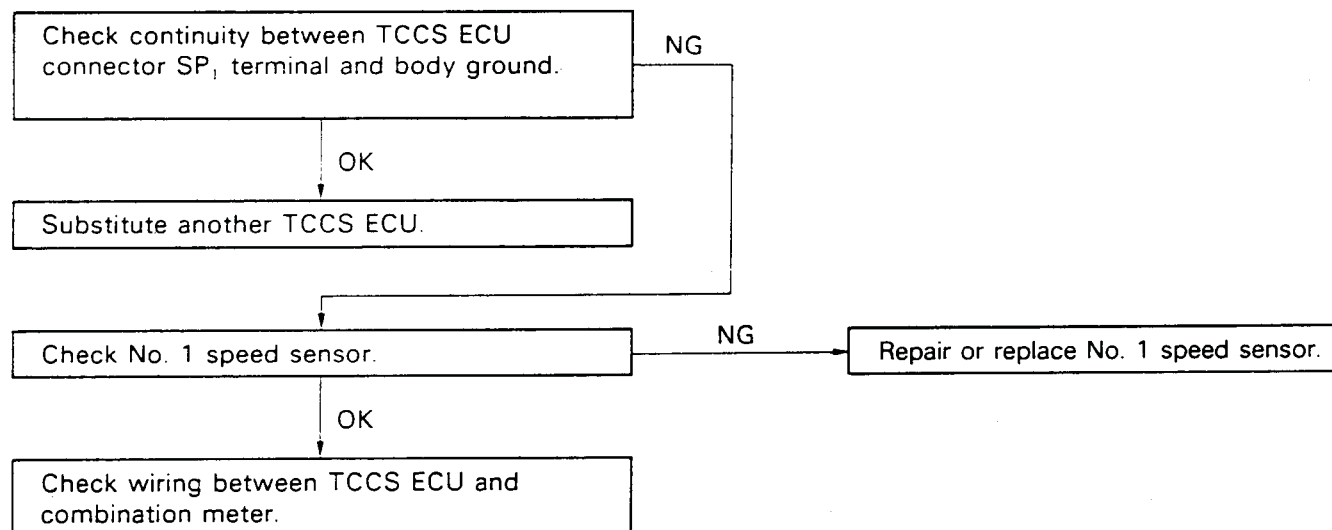 Check continuity between TCCS ECU
connector SP₁ terminal and body ground.
NG
OK
Substitute another TCCS ECU.
Check No. 1 speed sensor.
NG
Repair or replace No. 1 speed sensor.
OK
Check wiring between TCCS ECU and
combination meter.